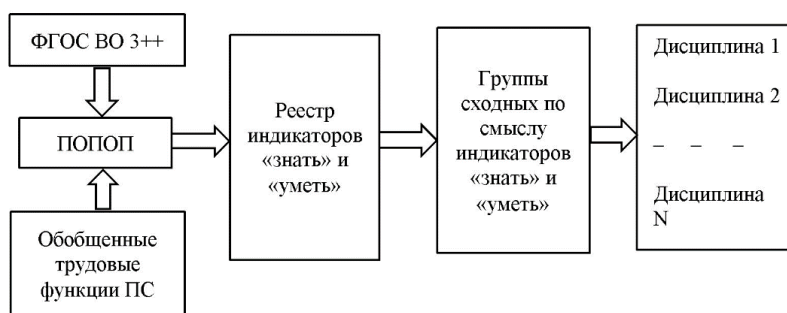 ФГОС ВО 3++
ПОПОП
Обобщенные
трудовые
функции ПС
Реестр
индикаторов
«знать» и
«уметь»
Группы
сходных по
смыслу
индикаторов
«знать» и
«уметь»
Дисциплина 1
Дисциплина 2
– – –
Дисциплина
N